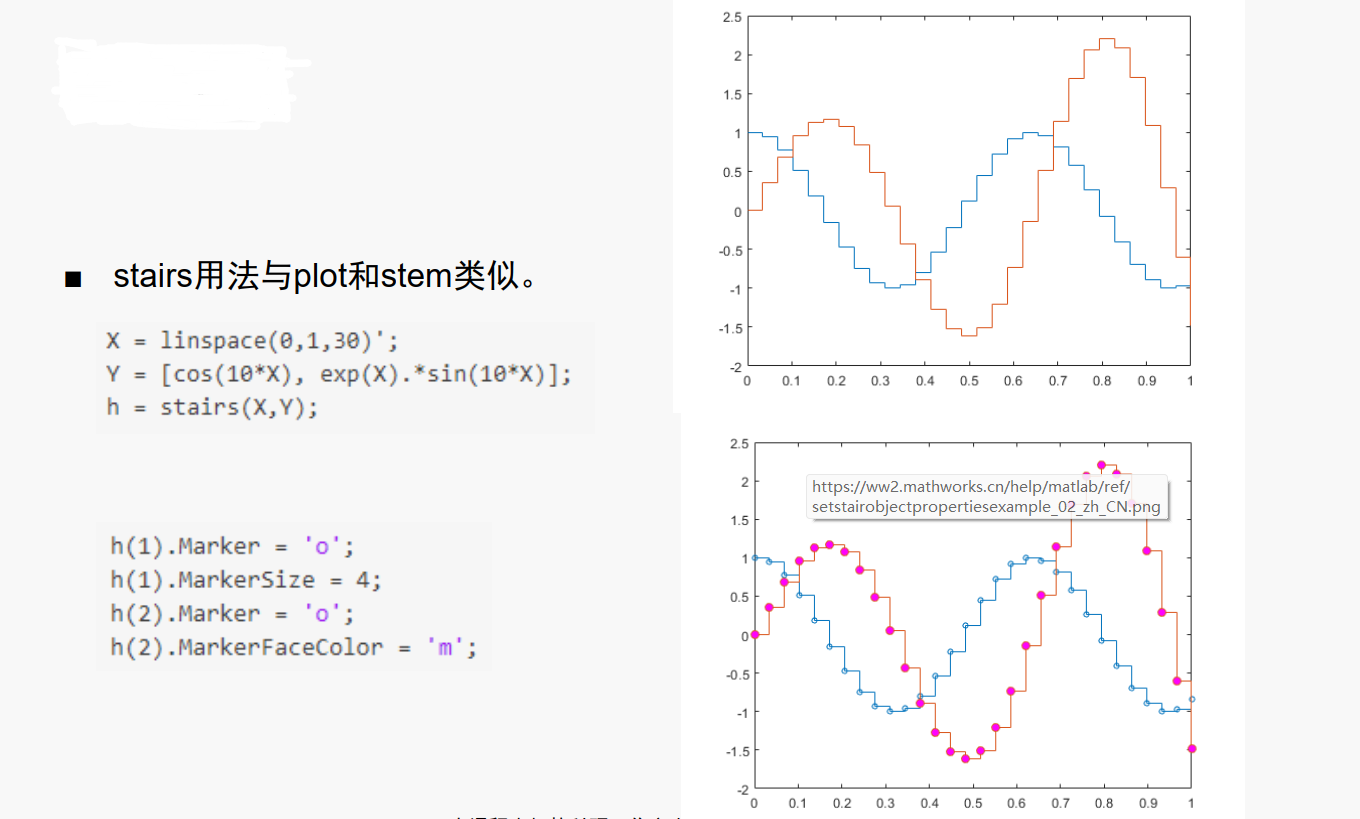 ■ stairs用法与plot和stem类似。
X = linspace(0,1,30)';
Y = [cos(10*X), exp(X).*sin(10*X)];
h = stairs(X,Y);
h(1).Marker = 'o';
h(1).MarkerSize = 4;
h(2).Marker = 'o';
h(2).MarkerFaceColor = 'm';
2.5
2
1.5
1
0.5
0
-0.5
-1
-1.5
-2
0 0.1 0.2 0.3 0.4 0.5 0.6 0.7 0.8 0.9 1
2.5
2
https://ww2.mathworks.cn/help/matlab/ref/
setstairobjectpropertiesexample_02_zh_CN.png
1.5
1
0.5
0
-0.5
-1
-1.5
-2
0 0.1 0.2 0.3 0.4 0.5 0.6 0.7 0.8 0.9 1